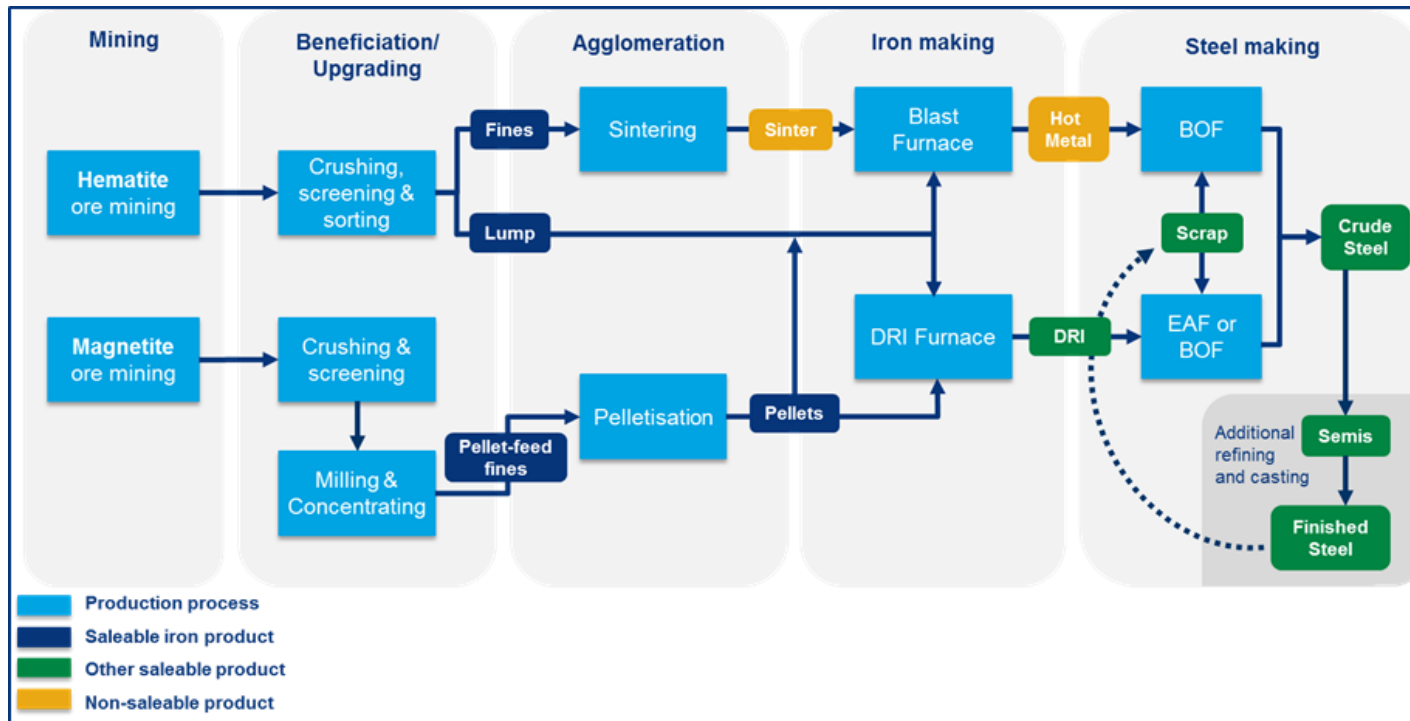 Mining
Beneficiation/
Upgrading
Agglomeration
Iron making
Steel making
Hematite
ore mining
Crushing,
screening &
sorting
Fines
Lump
Sintering
Sinter
Blast
Furnace
Hot
Metal
BOF
Scrap
Crude
Steel
Magnetite
ore mining
Crushing &
screening
Milling &
Concentrating
Pellet-feed
fines
Pelletisation
Pellets
DRI Furnace
DRI
EAF or
BOF
Additional
refining
and casting
Semis
Finished
Steel
Production process
Saleable iron product
Other saleable product
Non-saleable product